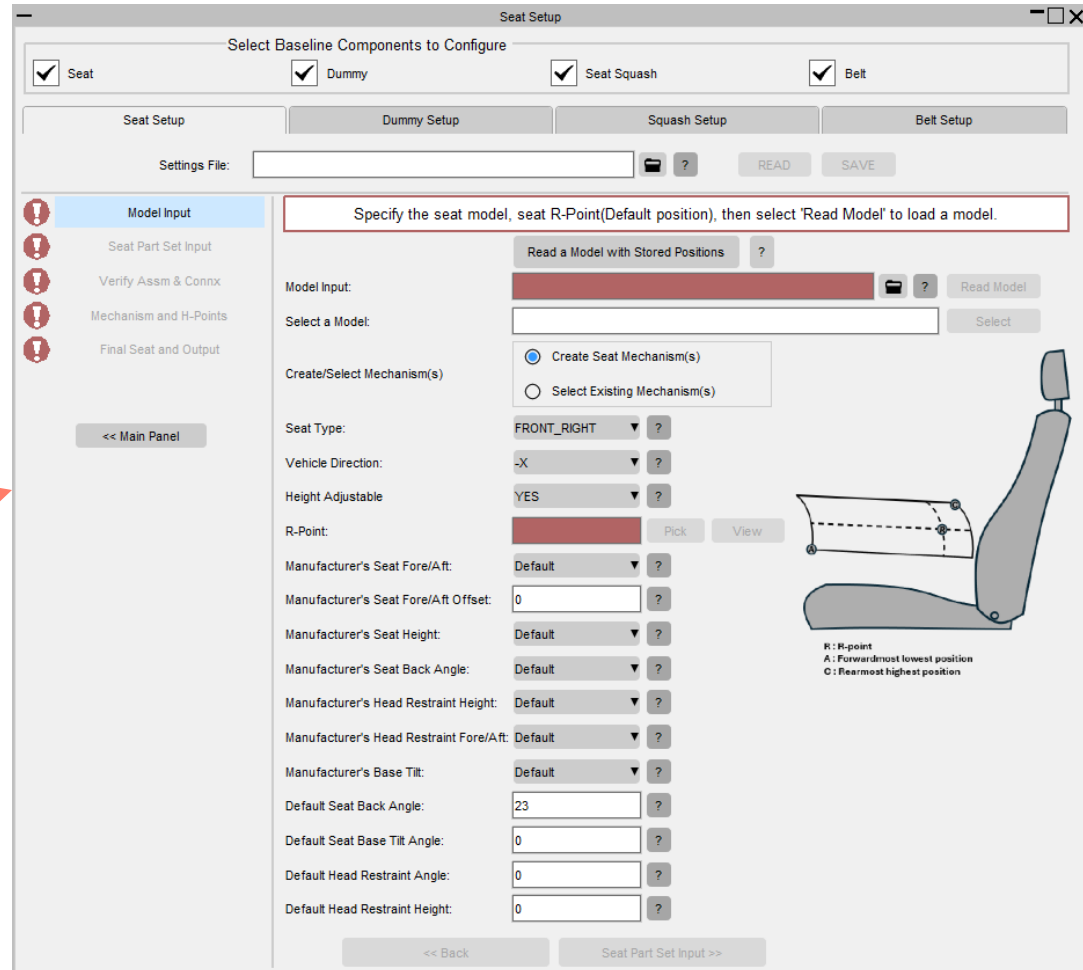 Seat Setup
Select Baseline Components to Configure
Seat Dummy Seat Squash Belt
Seat Setup Dummy Setup Squash Setup Belt Setup
Settings File: ? READ SAVE
Model Input
Seat Part Set Input
Verify Assm & Connx
Mechanism and H-Points
Final Seat and Output
<< Main Panel
Specify the seat model, seat R-Point(Default position), then select 'Read Model' to load a model.
Read a Model with Stored Positions ?
Model Input: ? Read Model
Select a Model: Select
Create/Select Mechanism(s)
Create Seat Mechanism(s)
Select Existing Mechanism(s)
Seat Type: FRONT_RIGHT ?
Vehicle Direction: -X ?
Height Adjustable YES ?
R-Point: Pick View
Manufacturer's Seat Fore/Aft: Default ?
Manufacturer's Seat Fore/Aft Offset: 0 ?
Manufacturer's Seat Height: Default ?
Manufacturer's Seat Back Angle: Default ?
Manufacturer's Head Restraint Height: Default ?
Manufacturer's Head Restraint Fore/Aft: Default ?
Manufacturer's Base Tilt: Default ?
Default Seat Back Angle: 23 ?
Default Seat Base Tilt Angle: 0 ?
Default Head Restraint Angle: 0 ?
Default Head Restraint Height: 0 ?
C
R
A
R : R-point
A : Forwardmost lowest position
C : Rearmost highest position
<< Back Seat Part Set Input >>